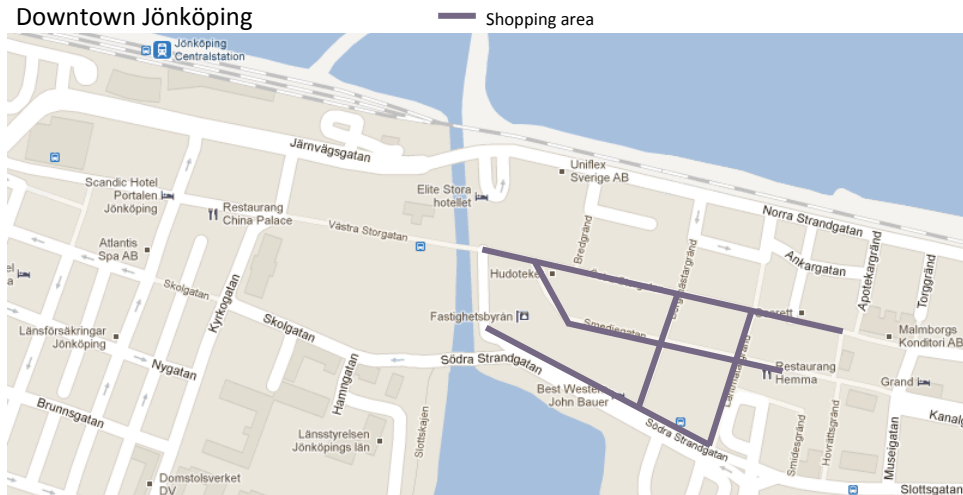 Downtown Jönköping
Shopping area
Jönköping
Centralstation
Järnvägsgatan
Uniflex
Sverige AB
Scandic Hotel
Portalen
Jönköping
Elite Stora
hotellet
Restaurang
China Palace
Norra Strandgatan
Västra Storgatan
Bredgränd
Apotekargränd
Torggränd
Atlantis
Spa AB
Ankargatan
Hudoteket
Skolgatan
Kyrkogatan
Fastighetsbyrån
Smedjegatan
Skolgatan
Länsförsäkringar
Jönköping
Malmborgs
Konditori AB
Södra Strandgatan
Nygatan
Hamngatan
Restaurang
Hemma
Grand
Best Western
John Bauer
Brunnsgatan
Kanalg
Länsstyrelsen
Jönköpings län
Slottskajen
Södra Strandgatan
Smidesgränd
Hovrättsgränd
Museigatan
Domstolsverket
DV
Slottsgatan